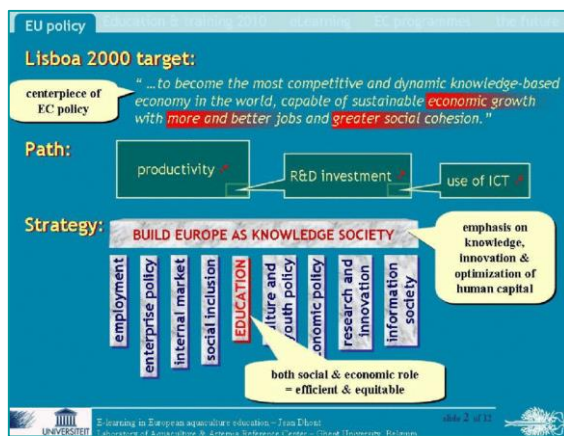 EU policy
Education & training 2010
eLearning
EC programmes
the future
Lisboa 2000 target:
centerpiece of
EC policy
“ …to become the most competitive and dynamic knowledge-based
economy in the world, capable of sustainable economic growth
with more and better jobs and greater social cohesion.”
Path:
productivity
R&D investment
use of ICT
Strategy:
BUILD EUROPE AS KNOWLEDGE SOCIETY
emphasis on
knowledge,
innovation &
optimization of
human capital
employment
enterprise policy
internal market
social inclusion
EDUCATION
and
youth policy
policy
research and
innovation
information
society
both social & economic role
= efficient & equitable
UNIVERSITEIT
E-learning in European aquaculture education – Jean Dhont
Laboratory of Aquaculture & Artemia Reference Center – Ghent University, Belgium
slide 2 of 32